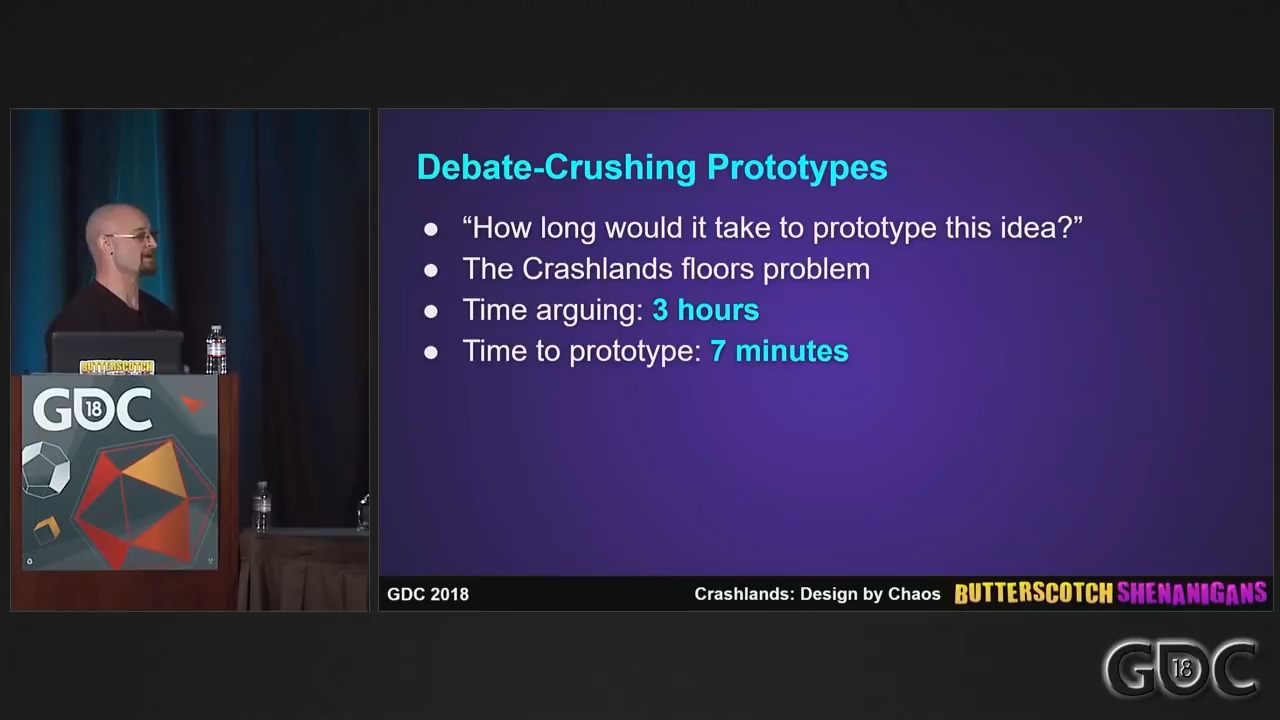 Debate-Crushing Prototypes
● “How long would it take to prototype this idea?”
● The Crashlands floors problem
● Time arguing: 3 hours
● Time to prototype: 7 minutes
BUTTERSCOTCH
GDC
18
GDC 2018
Crashlands: Design by Chaos
BUTTERSCOTCH SHENANIGANS
GDC
18